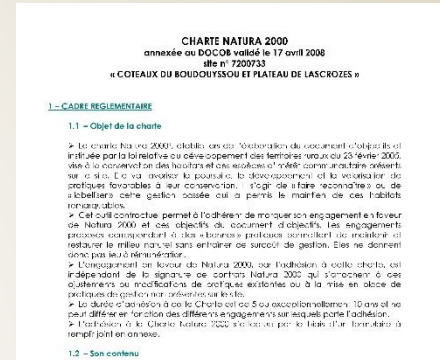 CHARTE NATURA 2000
annexée au DOCOB validé le 17 avril 2008
site n° 7200733
« COTEAUX DU BOUDOUYSSOU ET PLATEAU DE LASCROZES »
1 – CADRE REGLEMENTAIRE
1.1 – Objet de la charte
➢ La charte Natura 2000, établie lors de l'élaboration du document d'objectifs et
instituée par la loi relative au développement des territoires ruraux du 23 février 2005,
vise à la conservation des habitats et des espèces d'intérêt communautaire présents
sur le site. Elle va favoriser la poursuite, le développement et la valorisation de
pratiques favorables à leur conservation. Il s'agit de « faire reconnaître » ou de
« labelliser » cette gestion passée qui a permis le maintien de ces habitats
remarquables.
➢ Cet outil contractuel permet à l'adhérent de marquer son engagement en faveur
de Natura 2000 et des objectifs du document d'objectifs. Les engagements
proposés correspondent à des « bonnes » pratiques permettant de maintenir et
restaurer le milieu naturel sans entraîner de surcoût de gestion. Elles ne donnent
donc pas lieu à rémunération.
➢ L'engagement en faveur de Natura 2000, par l'adhésion à cette charte, est
indépendant de la signature de contrats Natura 2000 qui s'attachent à des
ajustements ou modifications de pratiques existantes ou à la mise en place de
pratiques de gestion non présentes sur le site.
➢ La durée d'adhésion à cette Charte est de 5 ou exceptionnellement 10 ans et ne
peut différer en fonction des différents engagements sur lesquels porte l'adhésion.
➢ L'adhésion à la Charte Natura 2000 s'effectue par le biais d'un formulaire à
remplir joint en annexe.
1.2 – Son contenu